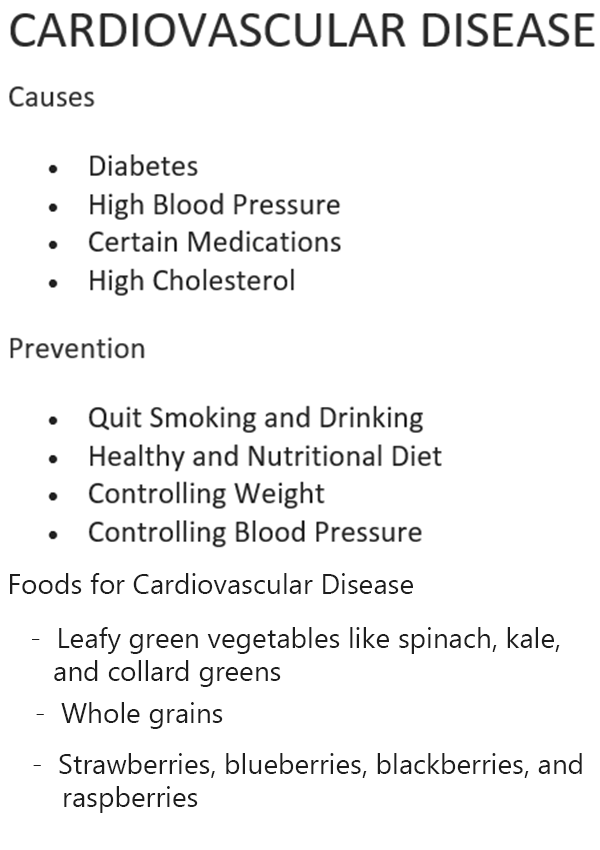 CARDIOVASCULAR DISEASE
Causes
• Diabetes
• High Blood Pressure
• Certain Medications
• High Cholesterol
Prevention
• Quit Smoking and Drinking
• Healthy and Nutritional Diet
• Controlling Weight
• Controlling Blood Pressure
Foods for Cardiovascular Disease
- Leafy green vegetables like spinach, kale,
and collard greens
- Whole grains
- Strawberries, blueberries, blackberries, and
raspberries